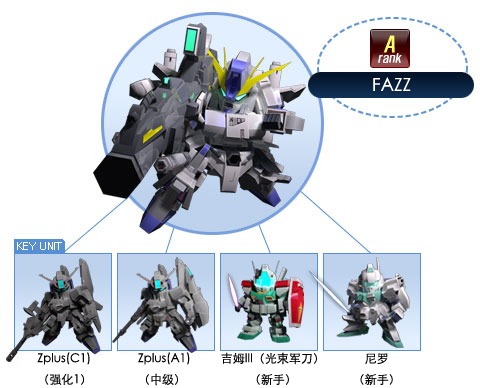 A
rank
FAZZ
KEY UNIT
Zplus(C1)
(强化1)
Zplus(A1)
(中级)
吉姆III（光束军刀）
(新手)
尼罗
(新手)